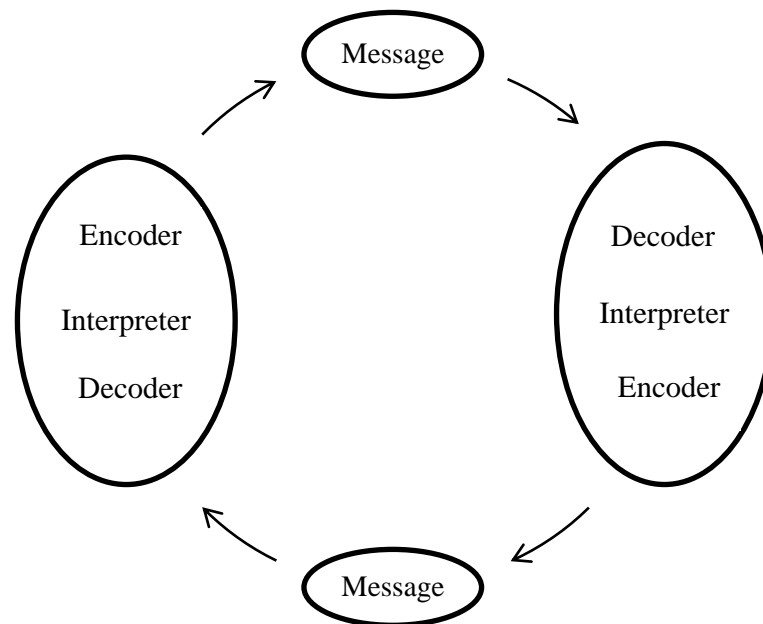 Message
Encoder
Interpreter
Decoder
Decoder
Interpreter
Encoder
Message